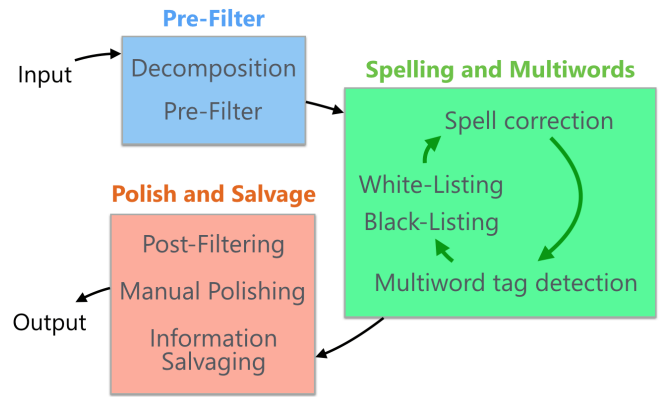 Pre-Filter
Input
Decomposition
Pre-Filter
Spelling and Multiwords
Spell correction
White-Listing
Black-Listing
Multiword tag detection
Polish and Salvage
Post-Filtering
Manual Polishing
Information
Salvaging
Output